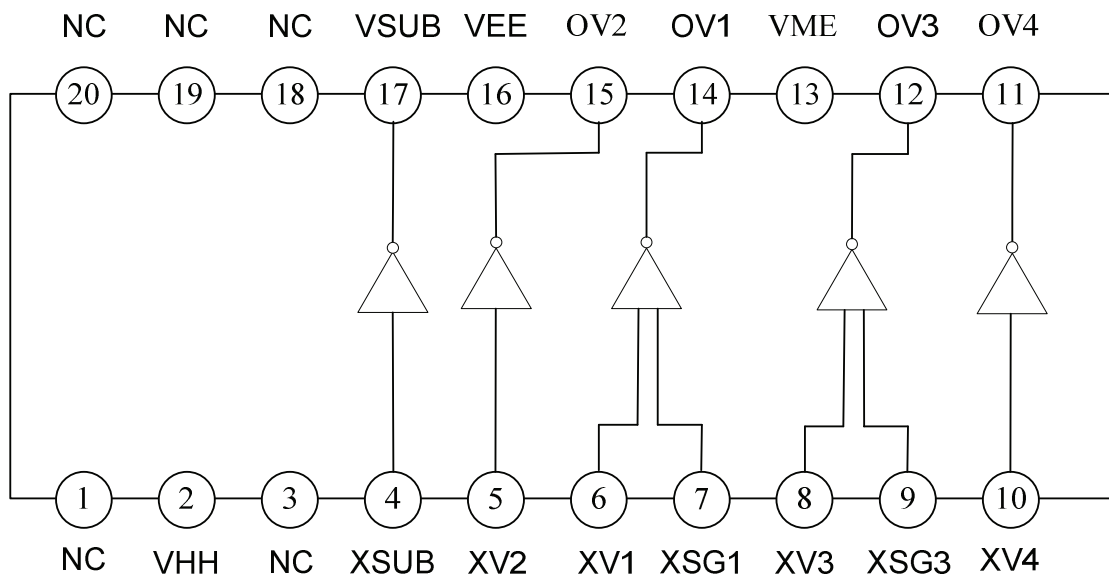 NC NC NC VSUB VEE OV2 OV1 VME OV3 OV4
20 19 18 17 16 15 14 13 12 11
1 2 3 4 5 6 7 8 9 10
NC VHH NC XSUB XV2 XV1 XSG1 XV3 XSG3 XV4